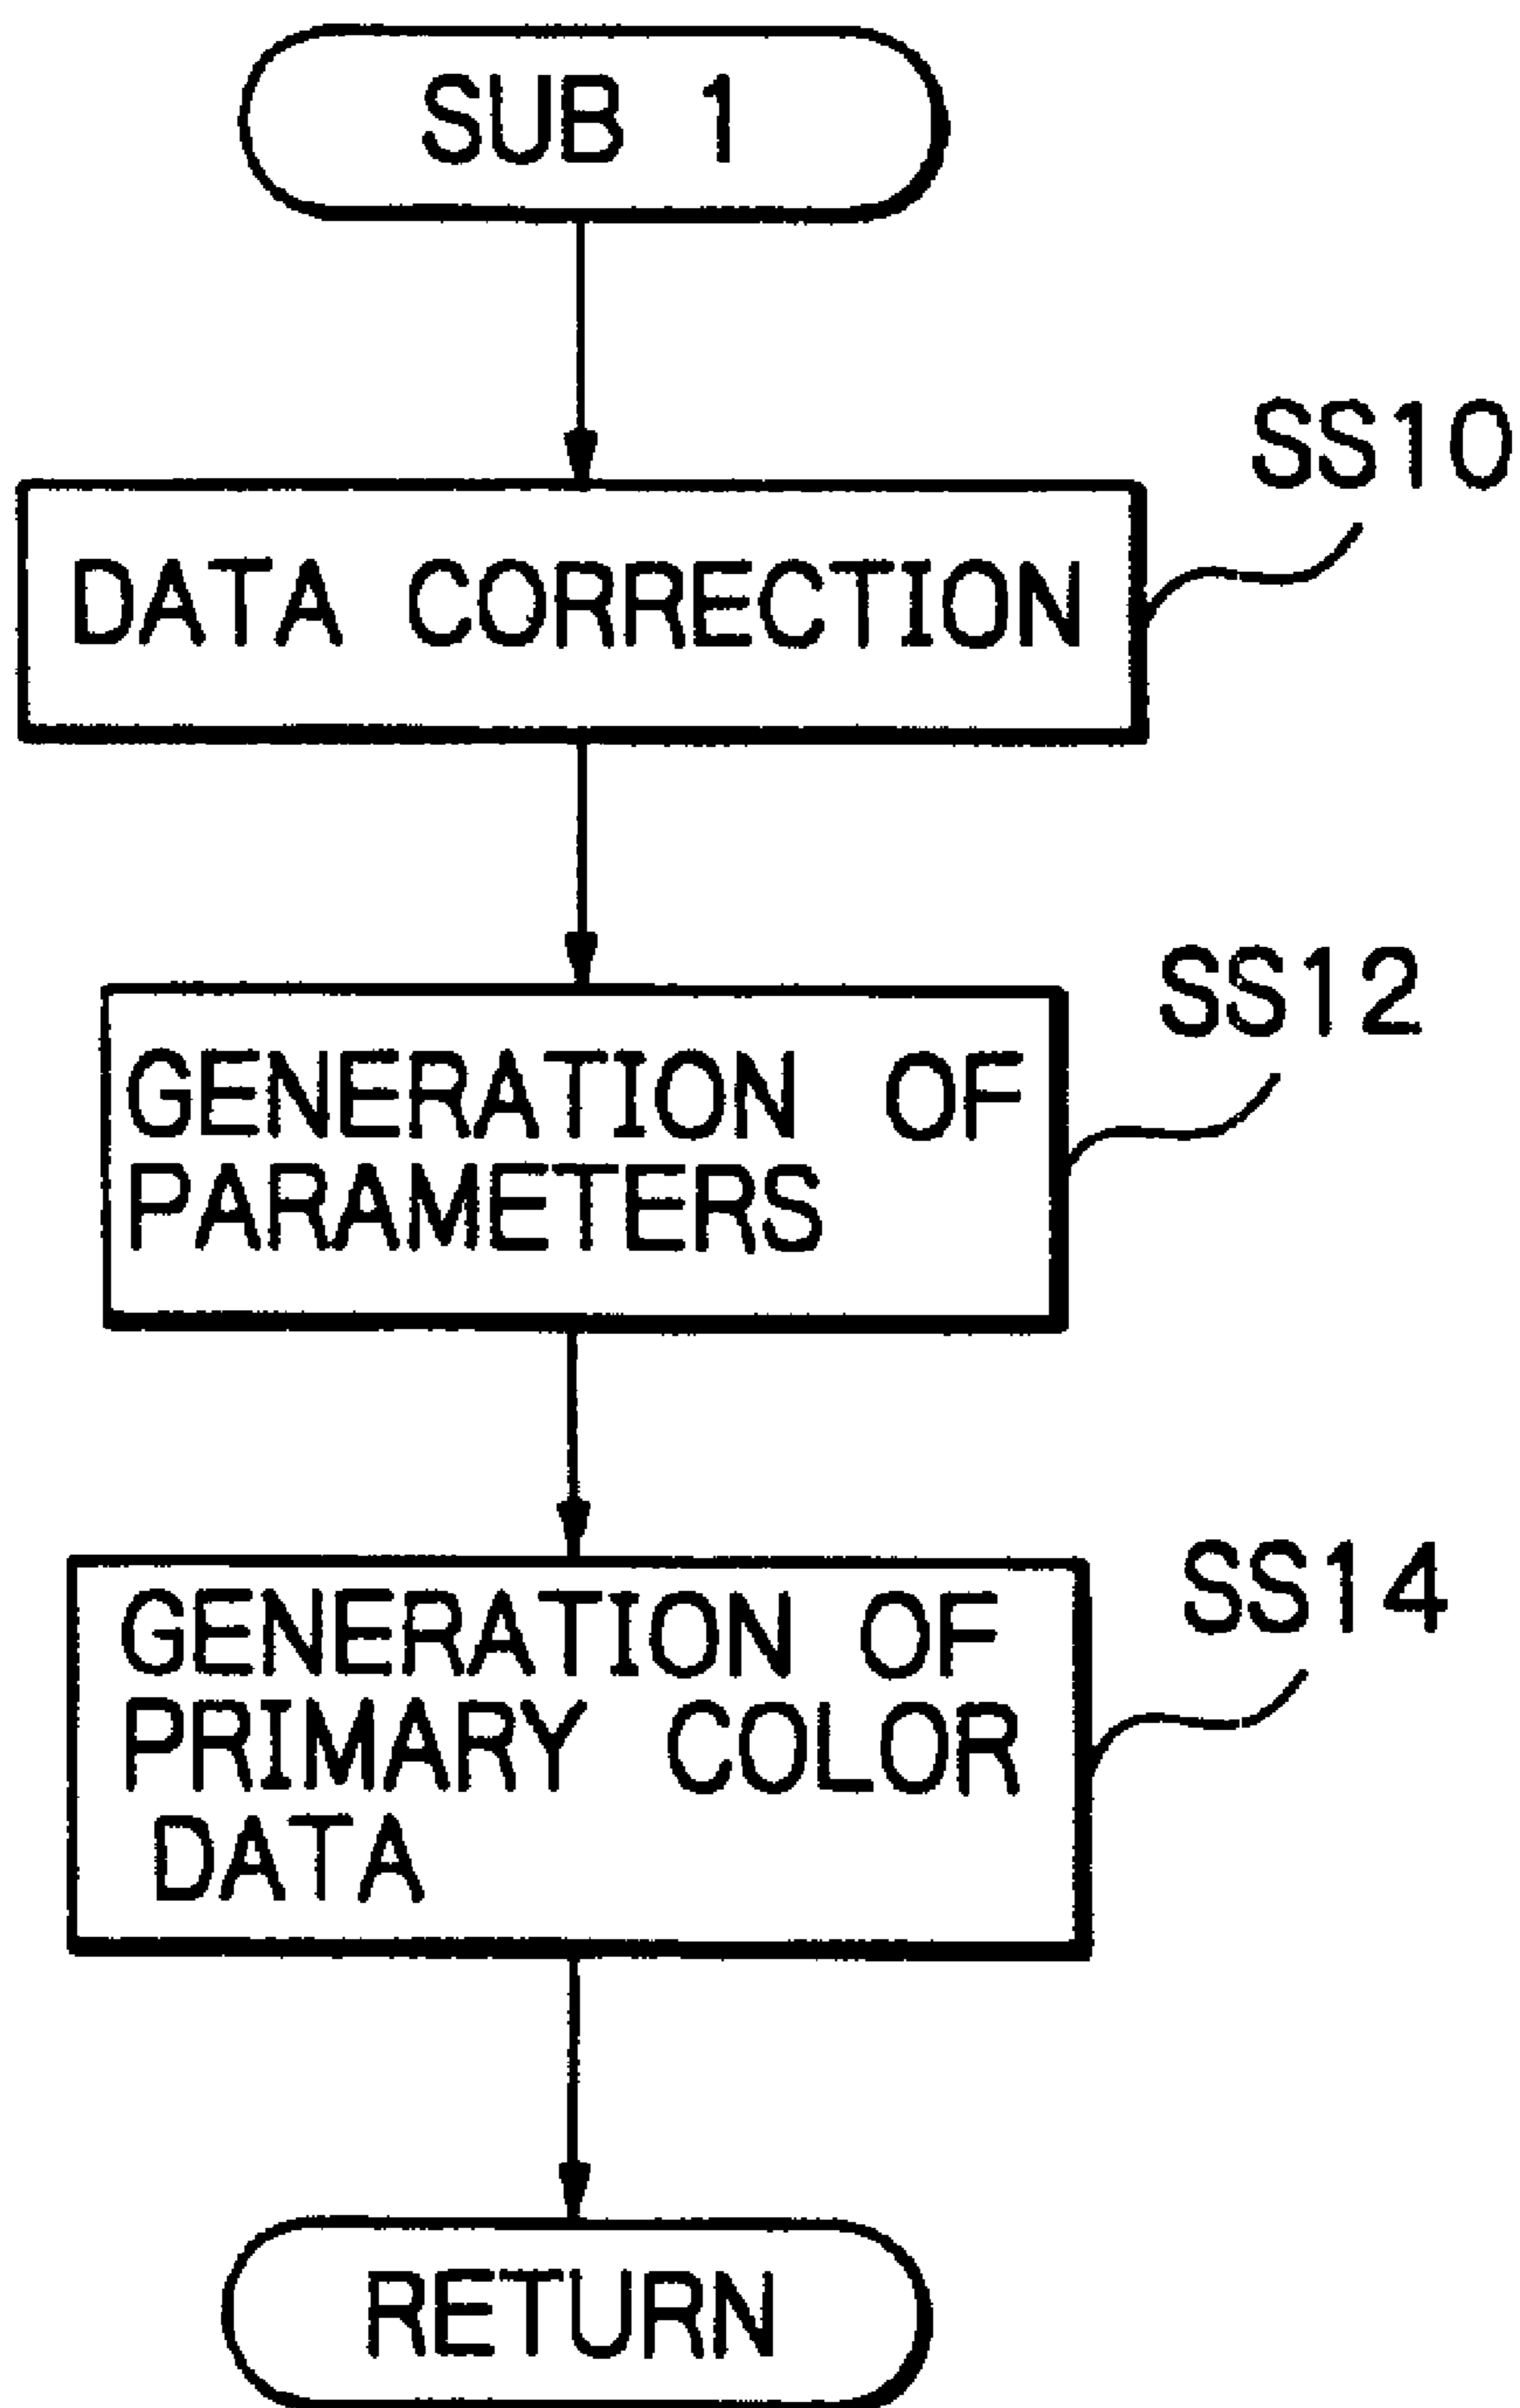 SUB 1
SS10
DATA CORRECTION
SS12
GENERATION OF
PARAMETERS
SS14
GENERATION OF
PRIMARY COLOR
DATA
RETURN